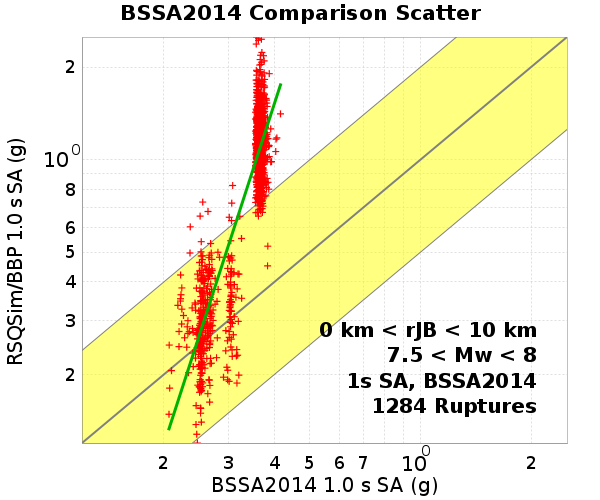 BSSA2014 Comparison Scatter
RSQSim/BBP 1.0 s SA (g)
2
10⁰
8
6
5
4
3
2
0 km < rJB < 10 km
7.5 < Mw < 8
1s SA, BSSA2014
1284 Ruptures
2 3 4 5 6 7 10⁰ 2
BSSA2014 1.0 s SA (g)